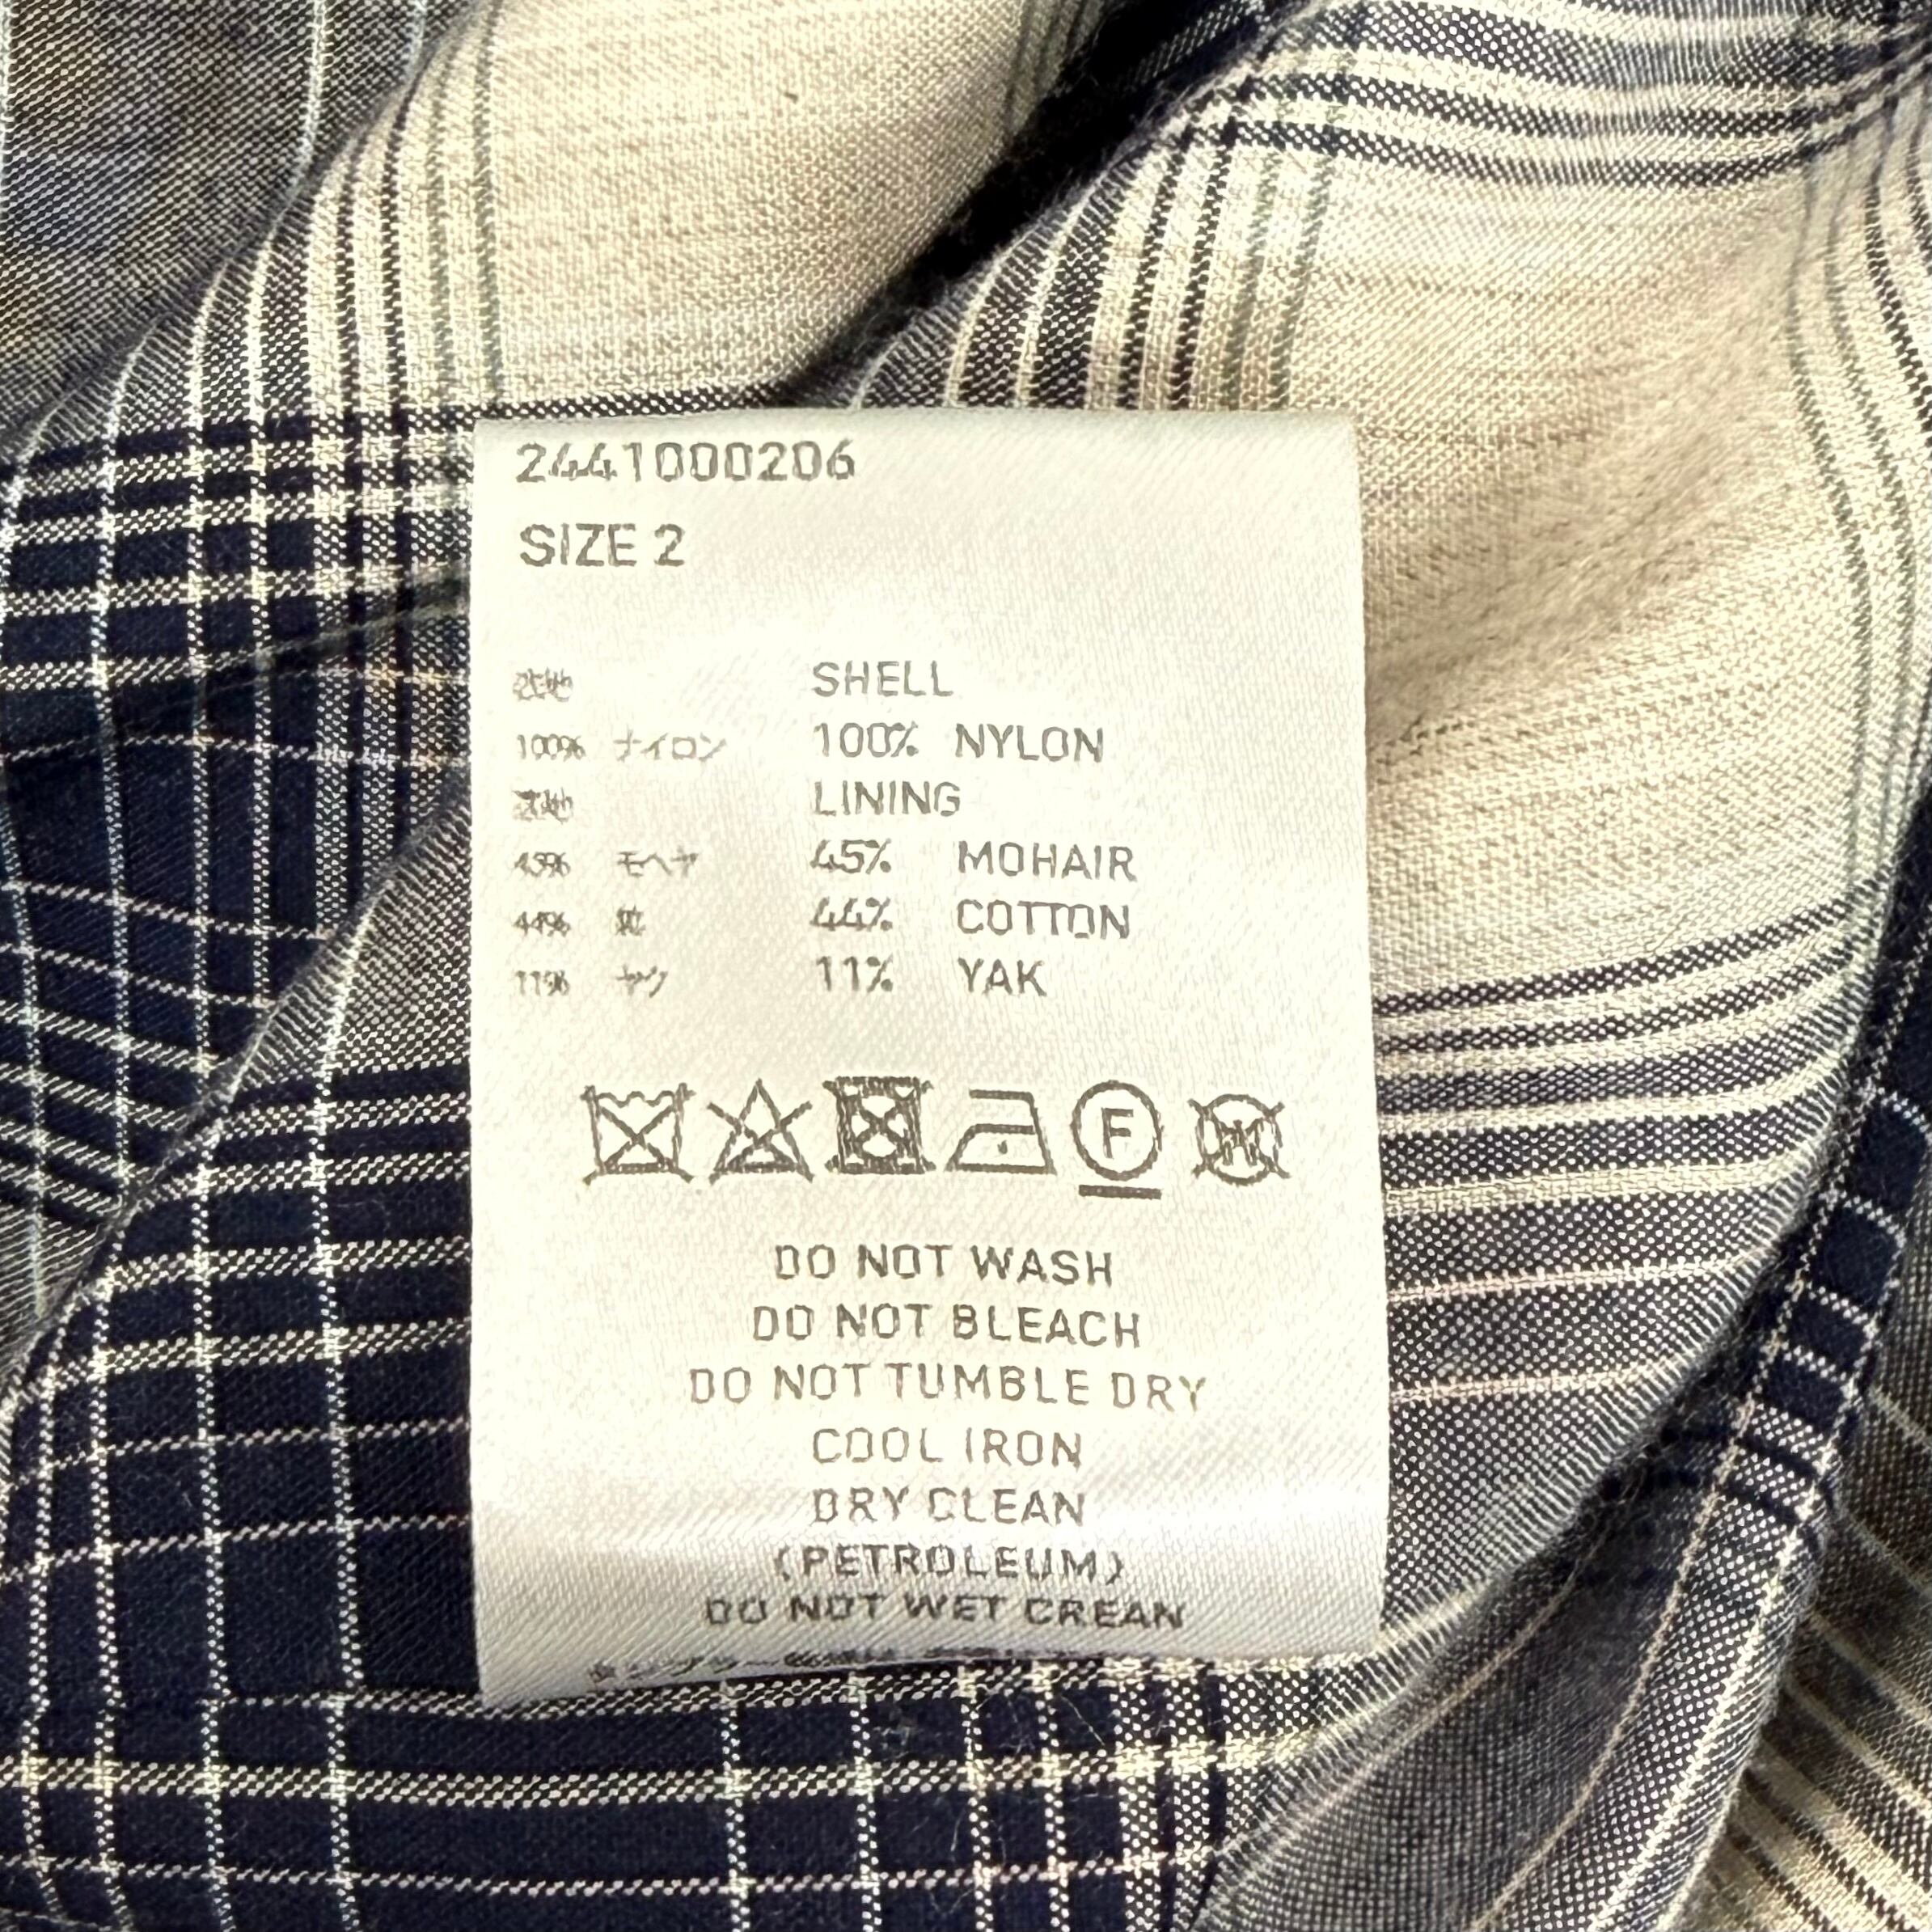 2441000206
SIZE 2
表地 SHELL
100% ナイロン 100% NYLON
裏地 LINING
45% モヘヤ 45% MOHAIR
44% 綿 44% COTTON
11% ヤク 11% YAK
F
W
DO NOT WASH
DO NOT BLEACH
DO NOT TUMBLE DRY
COOL IRON
DRY CLEAN
(PETROLEUM)
DO NOT WET CREAN